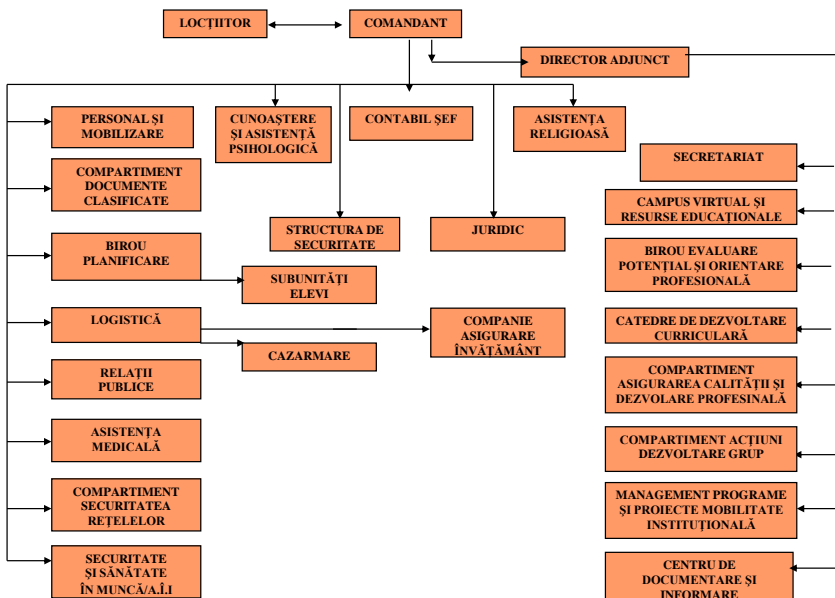 LOCȚIITOR
COMANDANT
DIRECTOR ADJUNCT
PERSONAL ȘI
MOBILIZARE
CUNOAȘTERE
ȘI ASISTENȚĂ
PSIHOLOGICĂ
CONTABIL ȘEF
ASISTENȚA
RELIGIOASĂ
SECRETARIAT
COMPARTIMENT
DOCUMENTE
CLASIFICATE
CAMPUS VIRTUAL ȘI
RESURSE EDUCAȚIONALE
STRUCTURA DE
SECURITATE
JURIDIC
BIROU
PLANIFICARE
BIROU EVALUARE
POTENȚIAL ȘI ORIENTARE
PROFESIONALĂ
SUBUNITĂȚI
ELEVI
LOGISTICĂ
COMPANIE
ASIGURARE
ÎNVĂȚĂMÂNT
CATEDRE DE DEZVOLTARE
CURRICULARĂ
CAZARMARE
RELAȚII
PUBLICE
COMPARTIMENT
ASIGURAREA CALITĂȚII ȘI
DEZVOLARE PROFESINALĂ
ASISTENȚA
MEDICALĂ
COMPARTIMENT ACȚIUNI
DEZVOLTARE GRUP
COMPARTIMENT
SECURITATEA
REȚELELOR
MANAGEMENT PROGRAME
ȘI PROIECTE MOBILITATE
INSTITUȚIONALĂ
SECURITATE
ȘI SĂNĂTATE
ÎN MUNCĂ/A.Î.I
CENTRU DE
DOCUMENTARE ȘI
INFORMARE